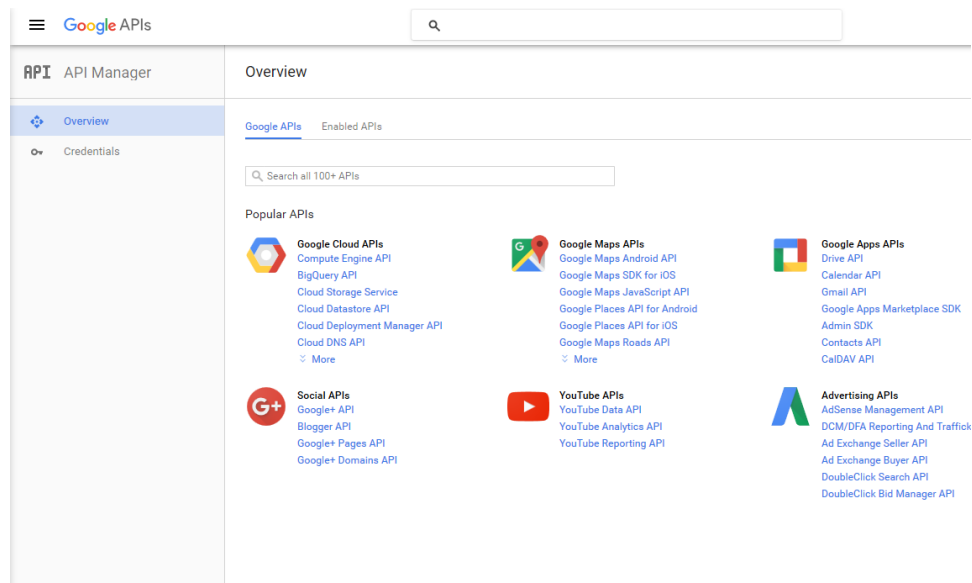 Google APIs
API API Manager
Overview
Credentials
Overview
Google APIs Enabled APIs
Search all 100+ APIs
Popular APIs
Google Cloud APIs
Compute Engine API
BigQuery API
Cloud Storage Service
Cloud Datastore API
Cloud Deployment Manager API
Cloud DNS API
More
G
Google Maps APIs
Google Maps Android API
Google Maps SDK for iOS
Google Maps JavaScript API
Google Places API for Android
Google Places API for iOS
Google Maps Roads API
More
Google Apps APIs
Drive API
Calendar API
Gmail API
Google Apps Marketplace SDK
Admin SDK
Contacts API
CalDAV API
G+
Social APIs
Google+ API
Blogger API
Google+ Pages API
Google+ Domains API
YouTube APIs
YouTube Data API
YouTube Analytics API
YouTube Reporting API
Advertising APIs
AdSense Management API
DCM/DFA Reporting And Traffick
Ad Exchange Seller API
Ad Exchange Buyer API
DoubleClick Search API
DoubleClick Bid Manager API